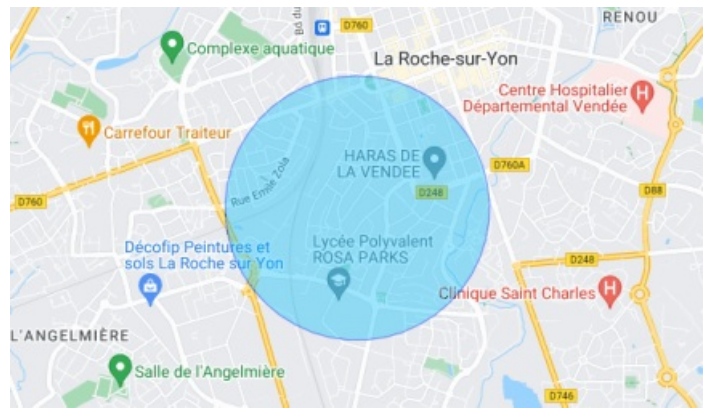 RENOU
D760
Bd du
Complexe aquatique
La Roche-sur-Yon
Centre Hospitalier
Départemental Vendée
Carrefour Traiteur
HARAS DE
LA VENDEE
D760A
D248
D88
D760
Rue Emile Zola
Décofip Peintures et
sols La Roche sur Yon
Lycée Polyvalent
ROSA PARKS
D248
Clinique Saint Charles
L'ANGELMIÈRE
Salle de l'Angelmière
D746